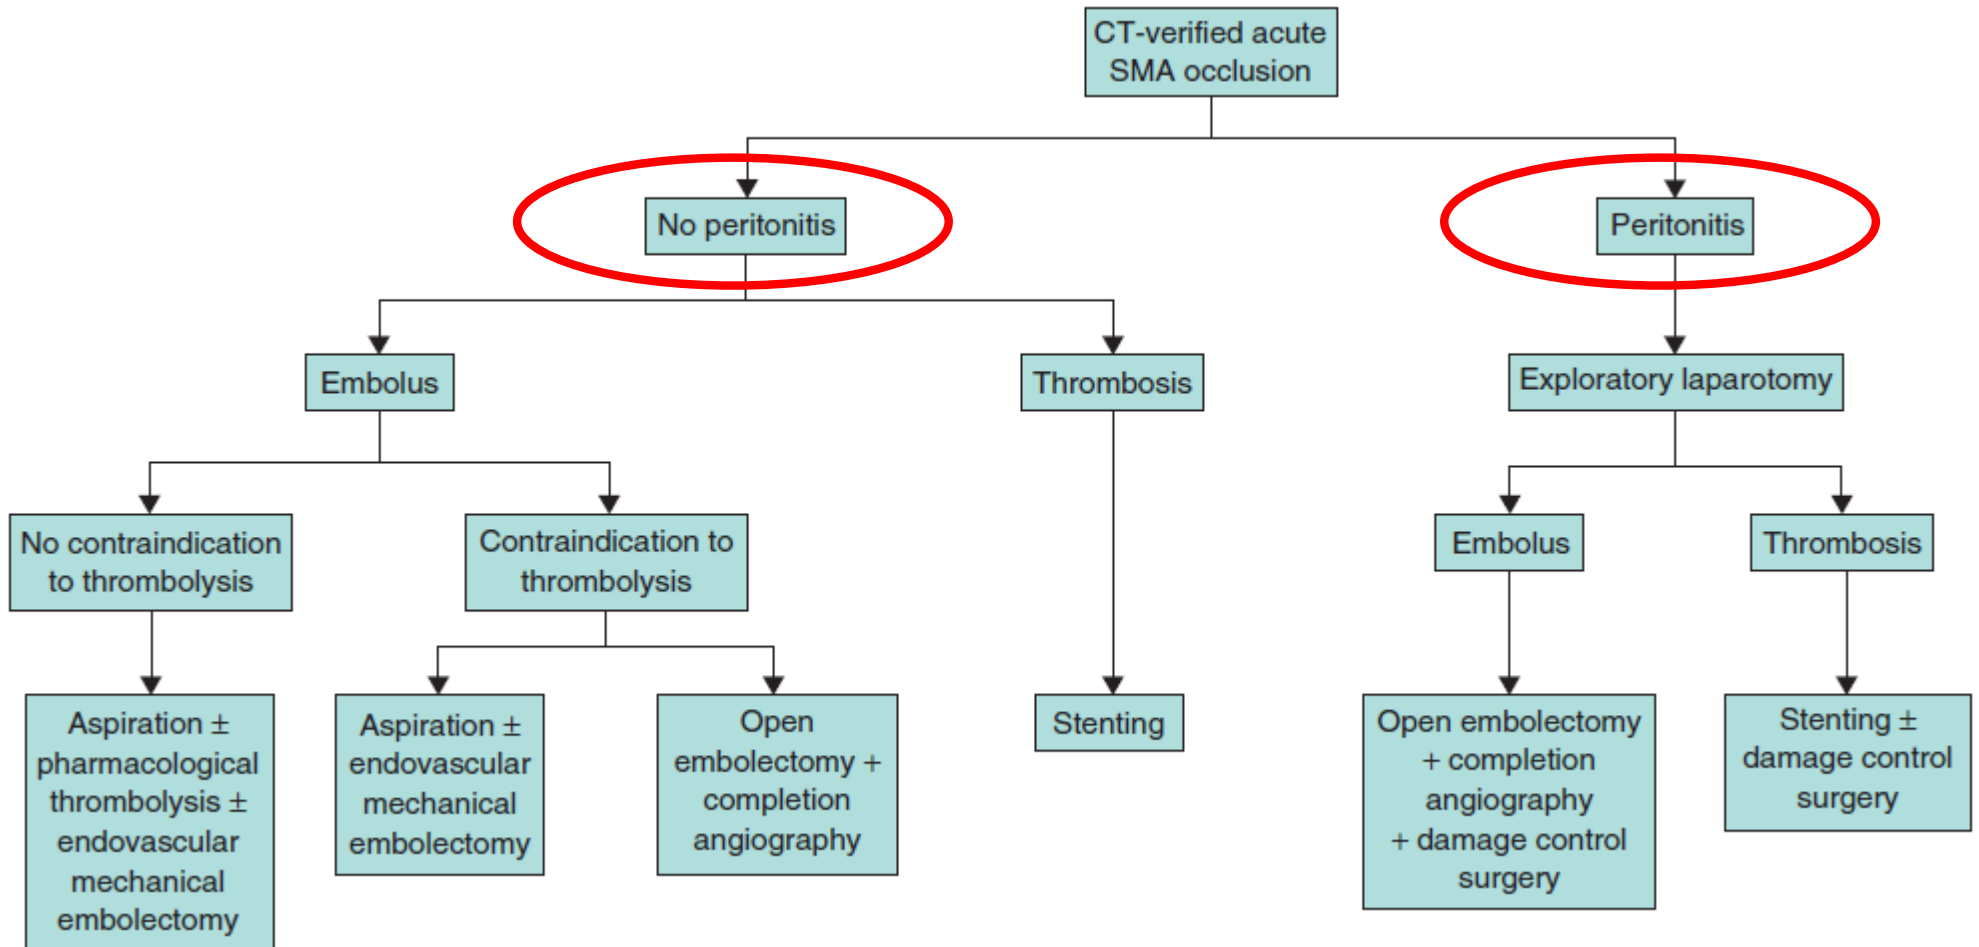 CT-verified acute
SMA occlusion
No peritonitis
Peritonitis
Embolus
Thrombosis
Exploratory laparotomy
No contraindication
to thrombolysis
Contraindication to
thrombolysis
Embolus
Thrombosis
Aspiration ±
pharmacological
thrombolysis ±
endovascular
mechanical
embolectomy
Aspiration ±
endovascular
mechanical
embolectomy
Open
embolectomy +
completion
angiography
Stenting
Open embolectomy
+ completion
angiography
+ damage control
surgery
Stenting ±
damage control
surgery